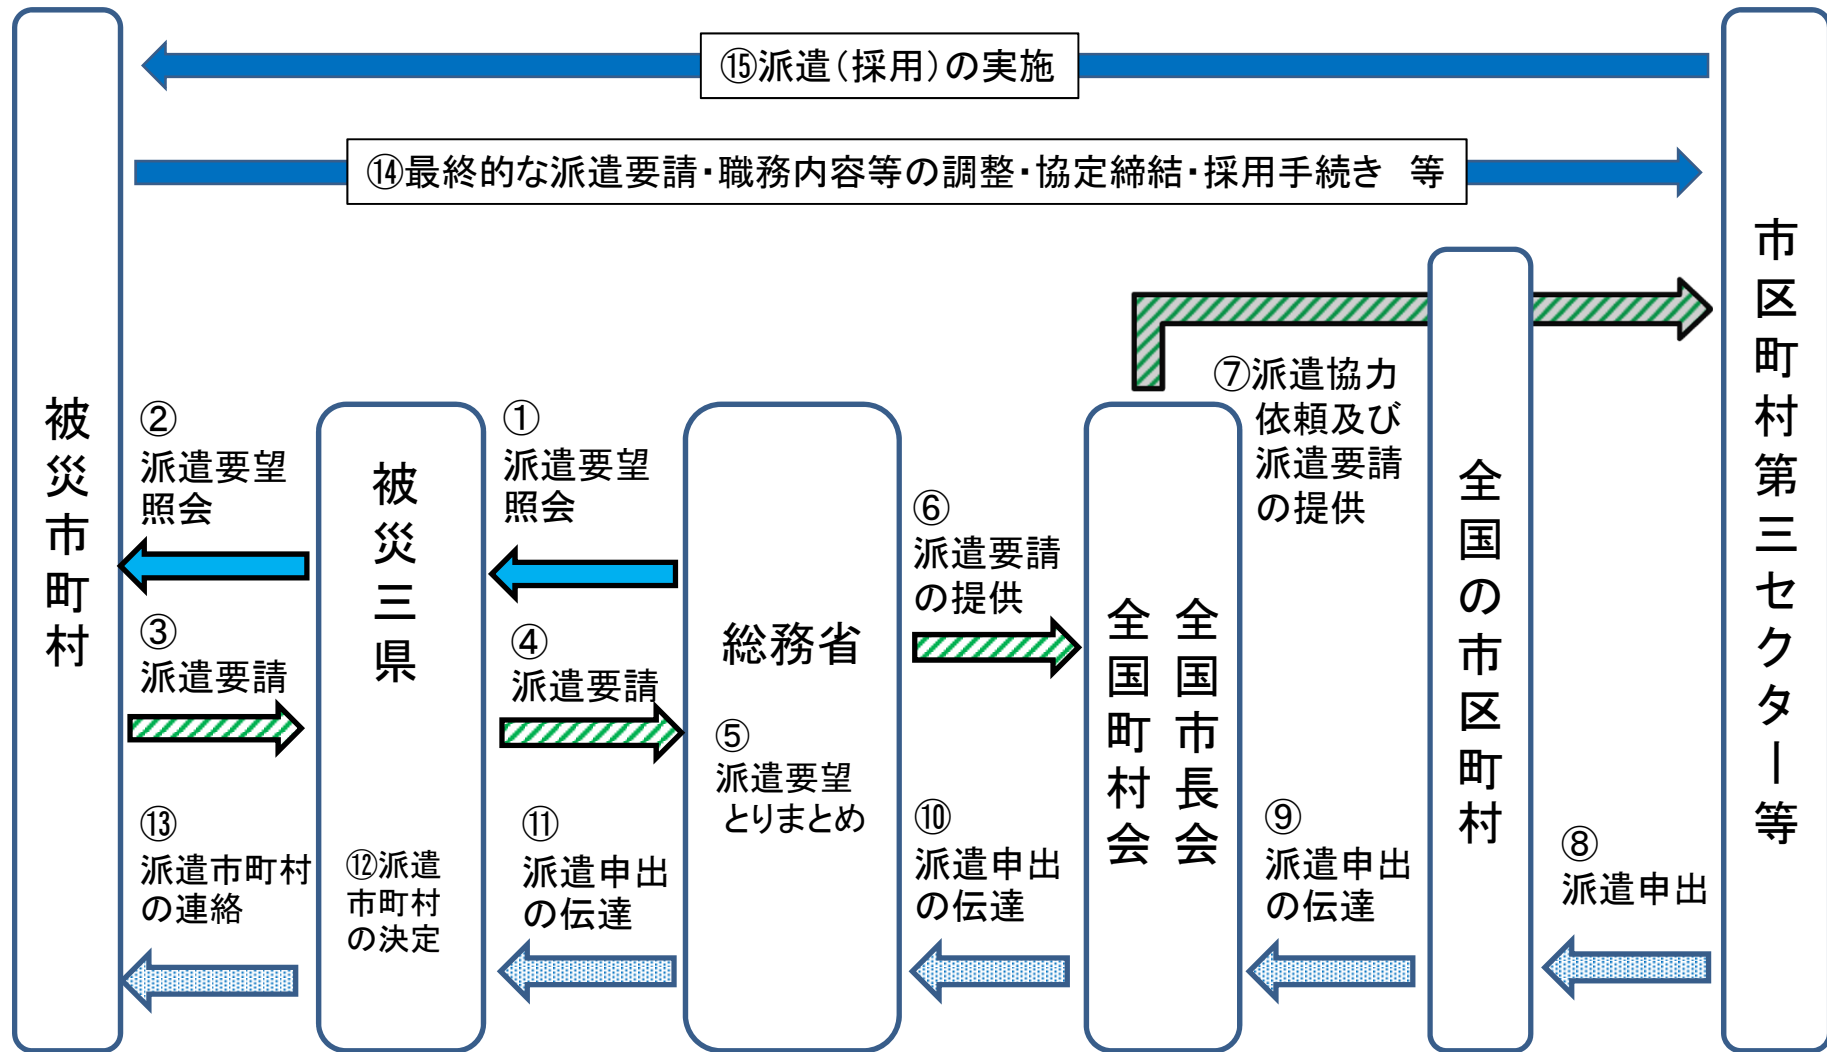 ⑮派遣(採用)の実施
⑭最終的な派遣要請・職務内容等の調整・協定締結・採用手続き　等
被災市町村
②
派遣要望
照会
③
派遣要請
⑬
派遣市町村
の連絡
被災三県
⑫派遣
市町村
の決定
①
派遣要望
照会
④
派遣要請
⑪
派遣申出
の伝達
総務省
⑤
派遣要望
とりまとめ
⑥
派遣要請
の提供
⑩
派遣申出
の伝達
全国市長会
全国町村会
⑦派遣協力
依頼及び
派遣要請
の提供
⑨
派遣申出
の伝達
全国の市区町村
⑧
派遣申出
市区町村第三セクター等